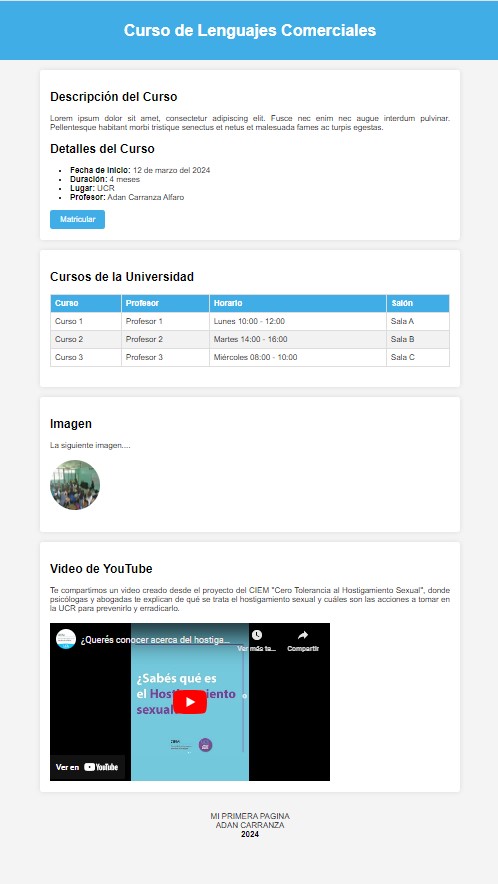 Curso de Lenguajes Comerciales
Descripción del Curso
Lorem ipsum dolor sit amet, consectetur adipiscing elit. Fusce nec enim nec augue interdum pulvinar.
Pellentesque habitant morbi tristique senectus et netus et malesuada fames ac turpis egestas.
Detalles del Curso
Fecha de inicio: 12 de marzo del 2024
Duración: 4 meses
Lugar: UCR
Profesor: Adan Carranza Alfaro
Matricular
Cursos de la Universidad
Curso Profesor Horario Salón
Curso 1 Profesor 1 Lunes 10:00 - 12:00 Sala A
Curso 2 Profesor 2 Martes 14:00 - 16:00 Sala B
Curso 3 Profesor 3 Miércoles 08:00 - 10:00 Sala C
Imagen
La siguiente imagen....
Video de YouTube
Te compartimos un vídeo creado desde el proyecto del CIEM "Cero Tolerancia al Hostigamiento Sexual", donde
psicólogas y abogadas te explican de qué se trata el hostigamiento sexual y cuáles son las acciones a tomar en
la UCR para prevenirlo y erradicarlo.
¿Querés conocer acerca del hostiga...
Ver más ta...
Compartir
¿Sabés qué es
el Hostigamiento
sexual
Ver en YouTube
MI PRIMERA PAGINA
ADAN CARRANZA
2024